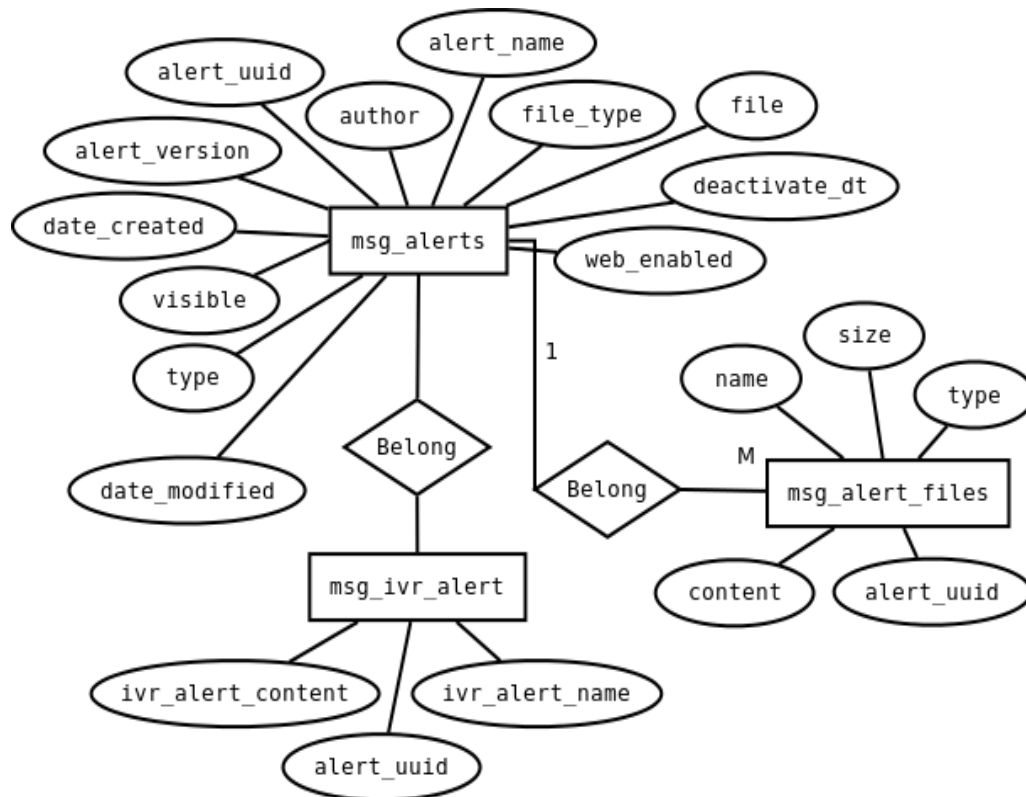 alert_name
alert_uuid
author
file_type
file
alert_version
deactivate_dt
date_created
msg_alerts
web_enabled
visible
size
1
type
name
type
Belong
M
date_modified
Belong
msg_alert_files
msg_ivr_alert
content
alert_uuid
ivr_alert_content
ivr_alert_name
alert_uuid